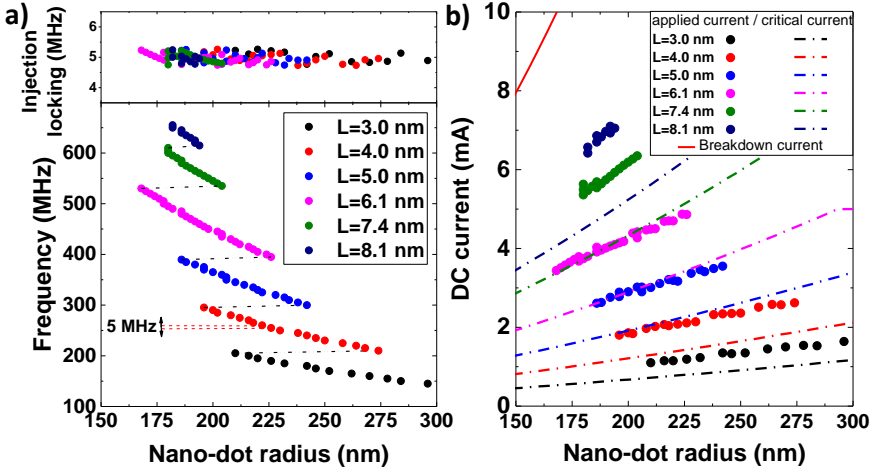 a)
Injection
locking (MHz)
6
5
4
Frequency (MHz)
600
500
400
300
200
100
5 MHz
L=3.0 nm
L=4.0 nm
L=5.0 nm
L=6.1 nm
L=7.4 nm
L=8.1 nm
150 175 200 225 250 275 300
Nano-dot radius (nm)
b)
DC current (mA)
10
8
6
4
2
0
applied current / critical current
L=3.0 nm
L=4.0 nm
L=5.0 nm
L=6.1 nm
L=7.4 nm
L=8.1 nm
Breakdown current
150 200 250 300
Nano-dot radius (nm)